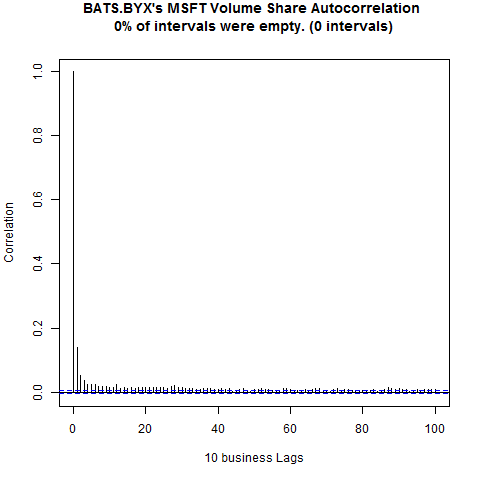 BATS.BYX's MSFT Volume Share Autocorrelation
0% of intervals were empty. (0 intervals)
1.0
0.8
0.6
0.4
0.2
0.0
Correlation
0 20 40 60 80 100
10 business Lags